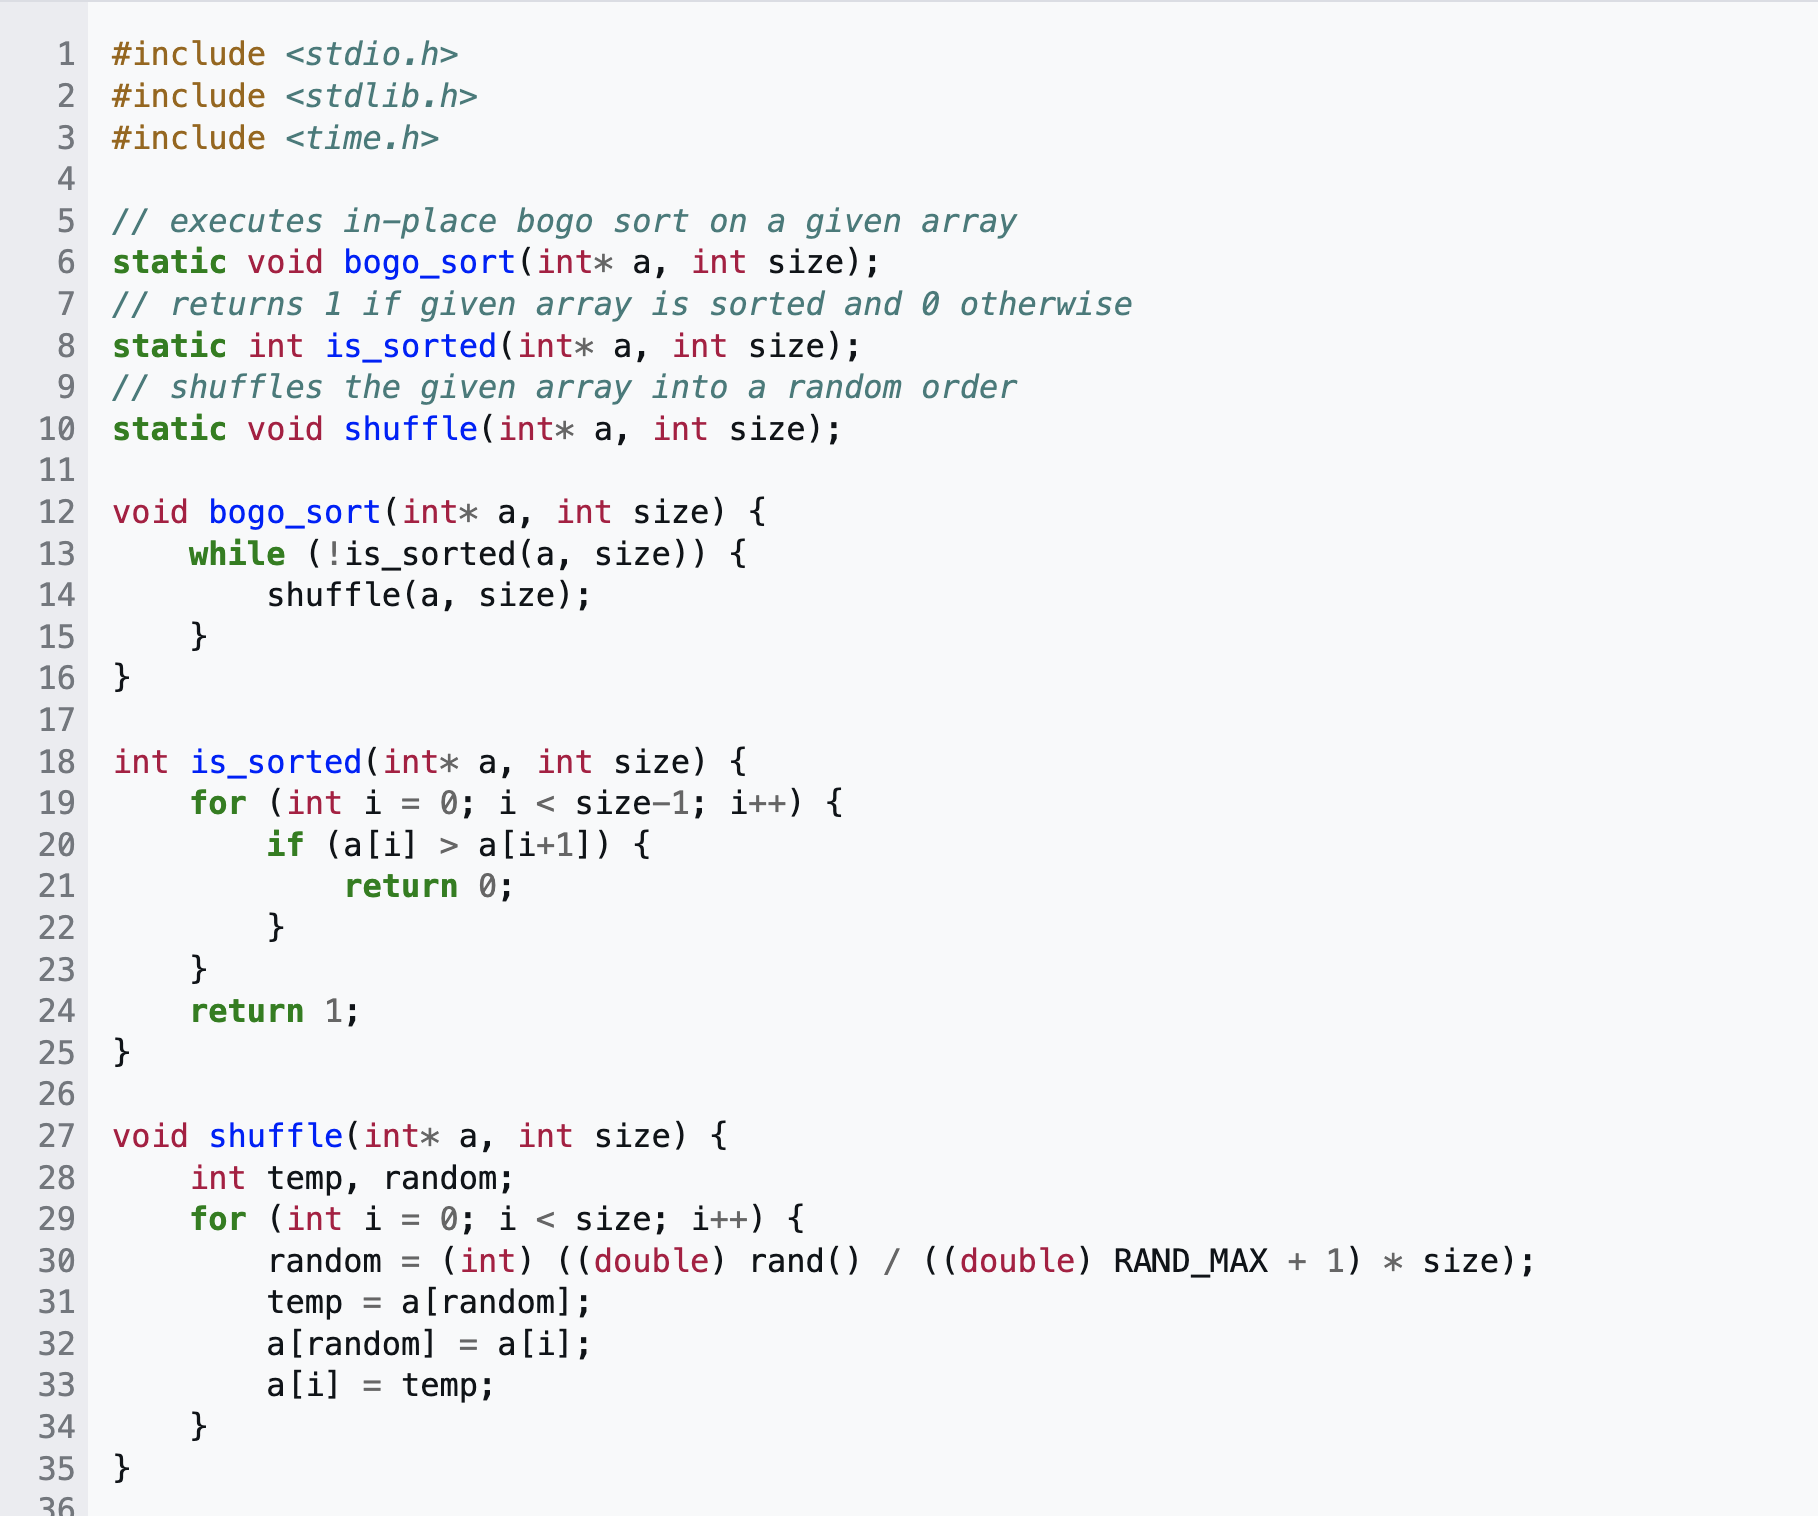 1 #include <stdio.h>
2 #include <stdlib.h>
3 #include <time.h>
4
5 // executes in-place bogo sort on a given array
6 static void bogo_sort(int* a, int size);
7 // returns 1 if given array is sorted and 0 otherwise
8 static int is_sorted(int* a, int size);
9 // shuffles the given array into a random order
10 static void shuffle(int* a, int size);
11
12 void bogo_sort(int* a, int size) {
13     while (!is_sorted(a, size)) {
14         shuffle(a, size);
15     }
16 }
17
18 int is_sorted(int* a, int size) {
19     for (int i = 0; i < size-1; i++) {
20         if (a[i] > a[i+1]) {
21             return 0;
22         }
23     }
24     return 1;
25 }
26
27 void shuffle(int* a, int size) {
28     int temp, random;
29     for (int i = 0; i < size; i++) {
30         random = (int) ((double) rand() / ((double) RAND_MAX + 1) * size);
31         temp = a[random];
32         a[random] = a[i];
33         a[i] = temp;
34     }
35 }
36